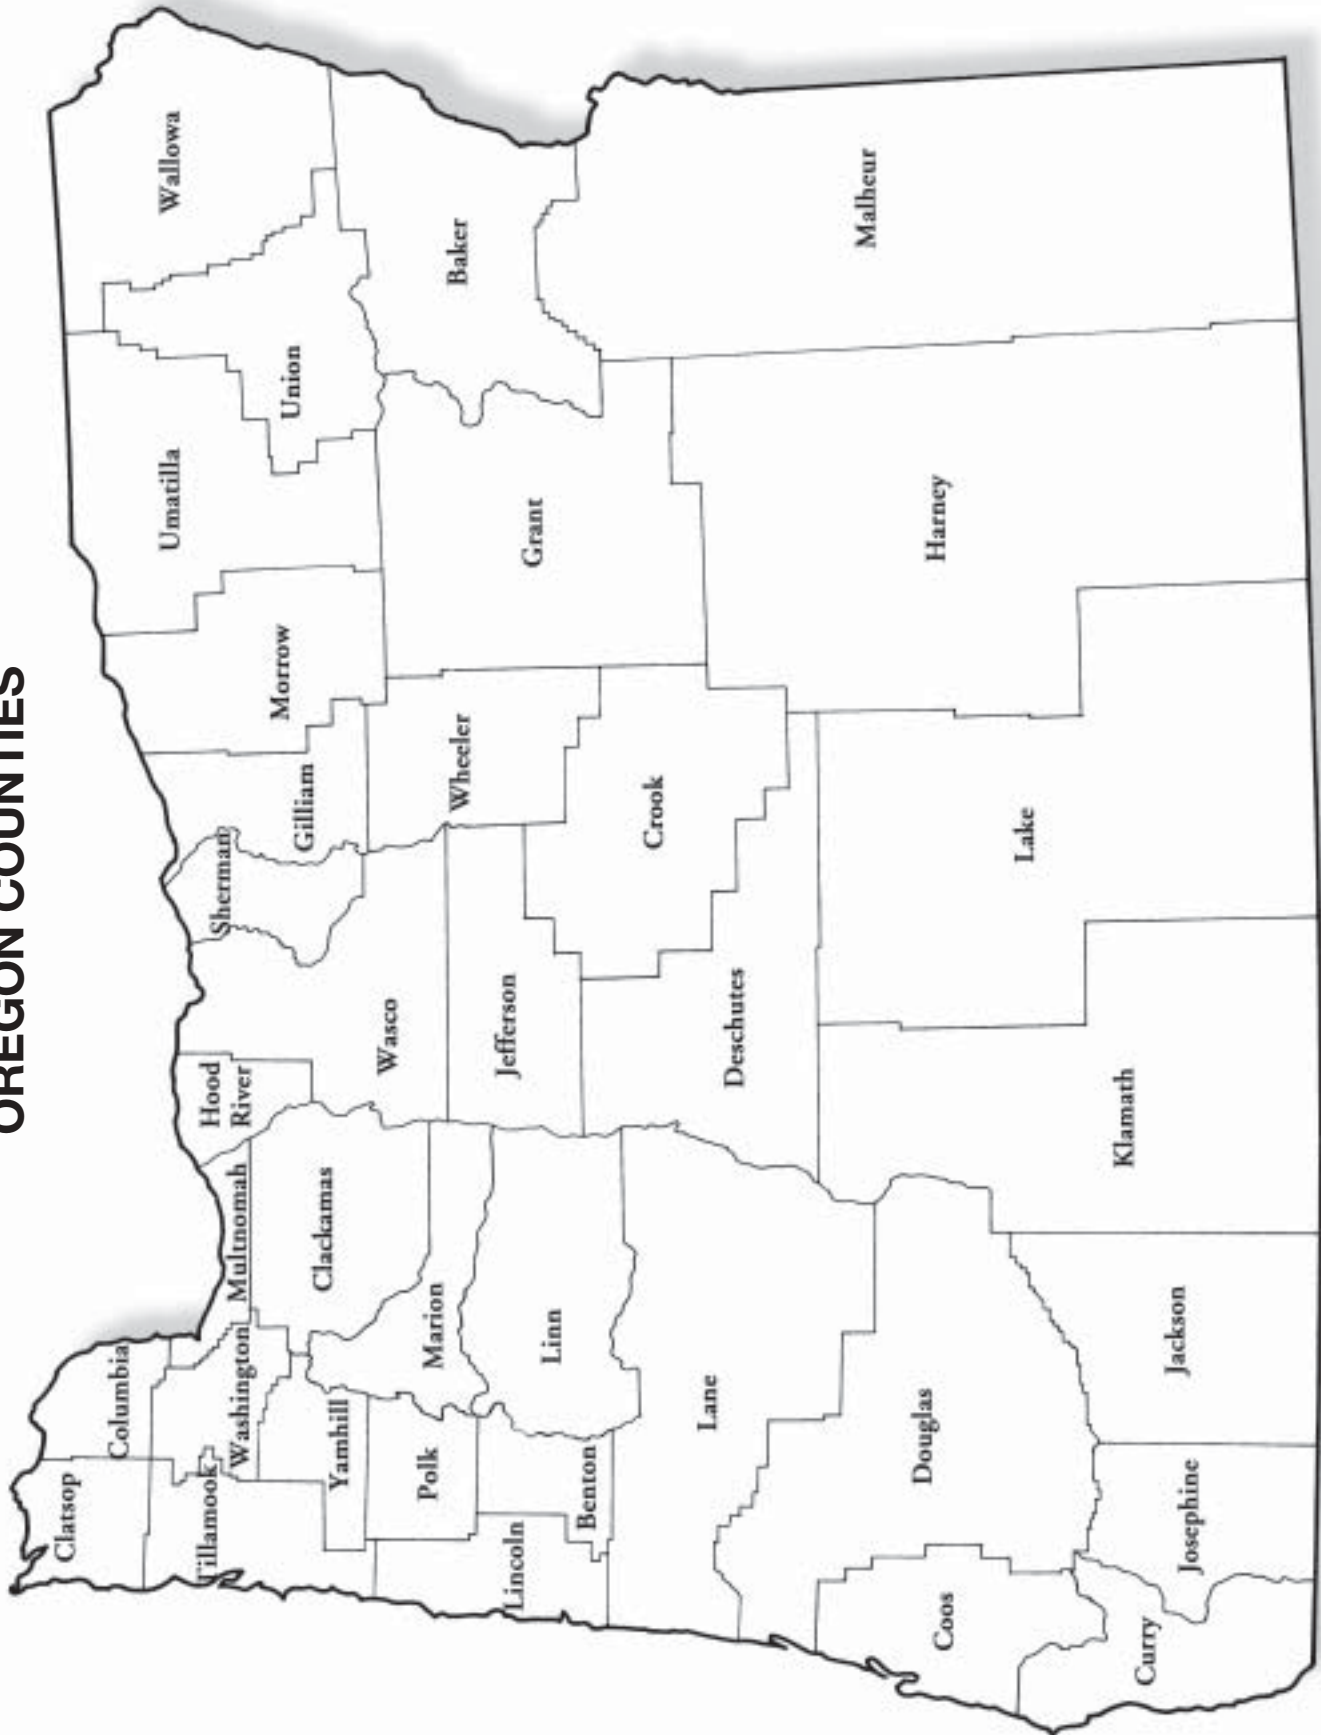 OREGON COUNTIES
Clatsop
Columbia
Tillamook
Washington
Multnomah
Hood
River
Sherman
Gilliam
Morrow
Umatilla
Wallowa
Union
Yamhill
Clackamas
Wasco
Wheeler
Grant
Baker
Polk
Marion
Jefferson
Lincoln
Benton
Linn
Crook
Lane
Deschutes
Malheur
Harney
Coos
Douglas
Lake
Klamath
Curry
Josephine
Jackson